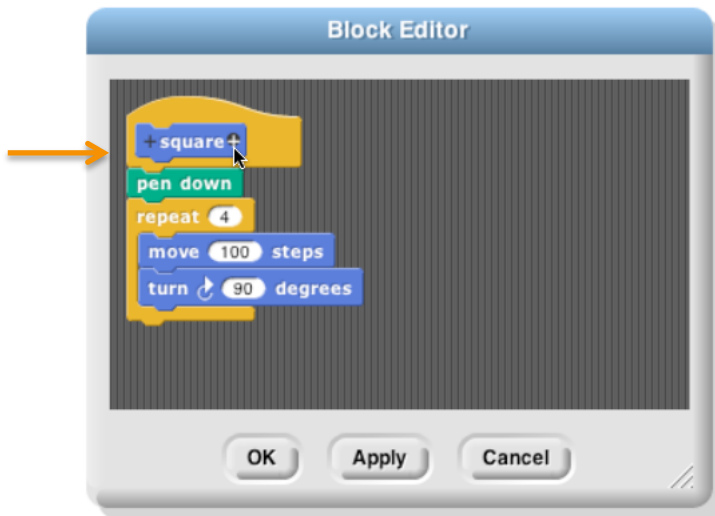 Block Editor
+ square +
pen down
repeat 4
move 100 steps
turn 90 degrees
OK Apply Cancel